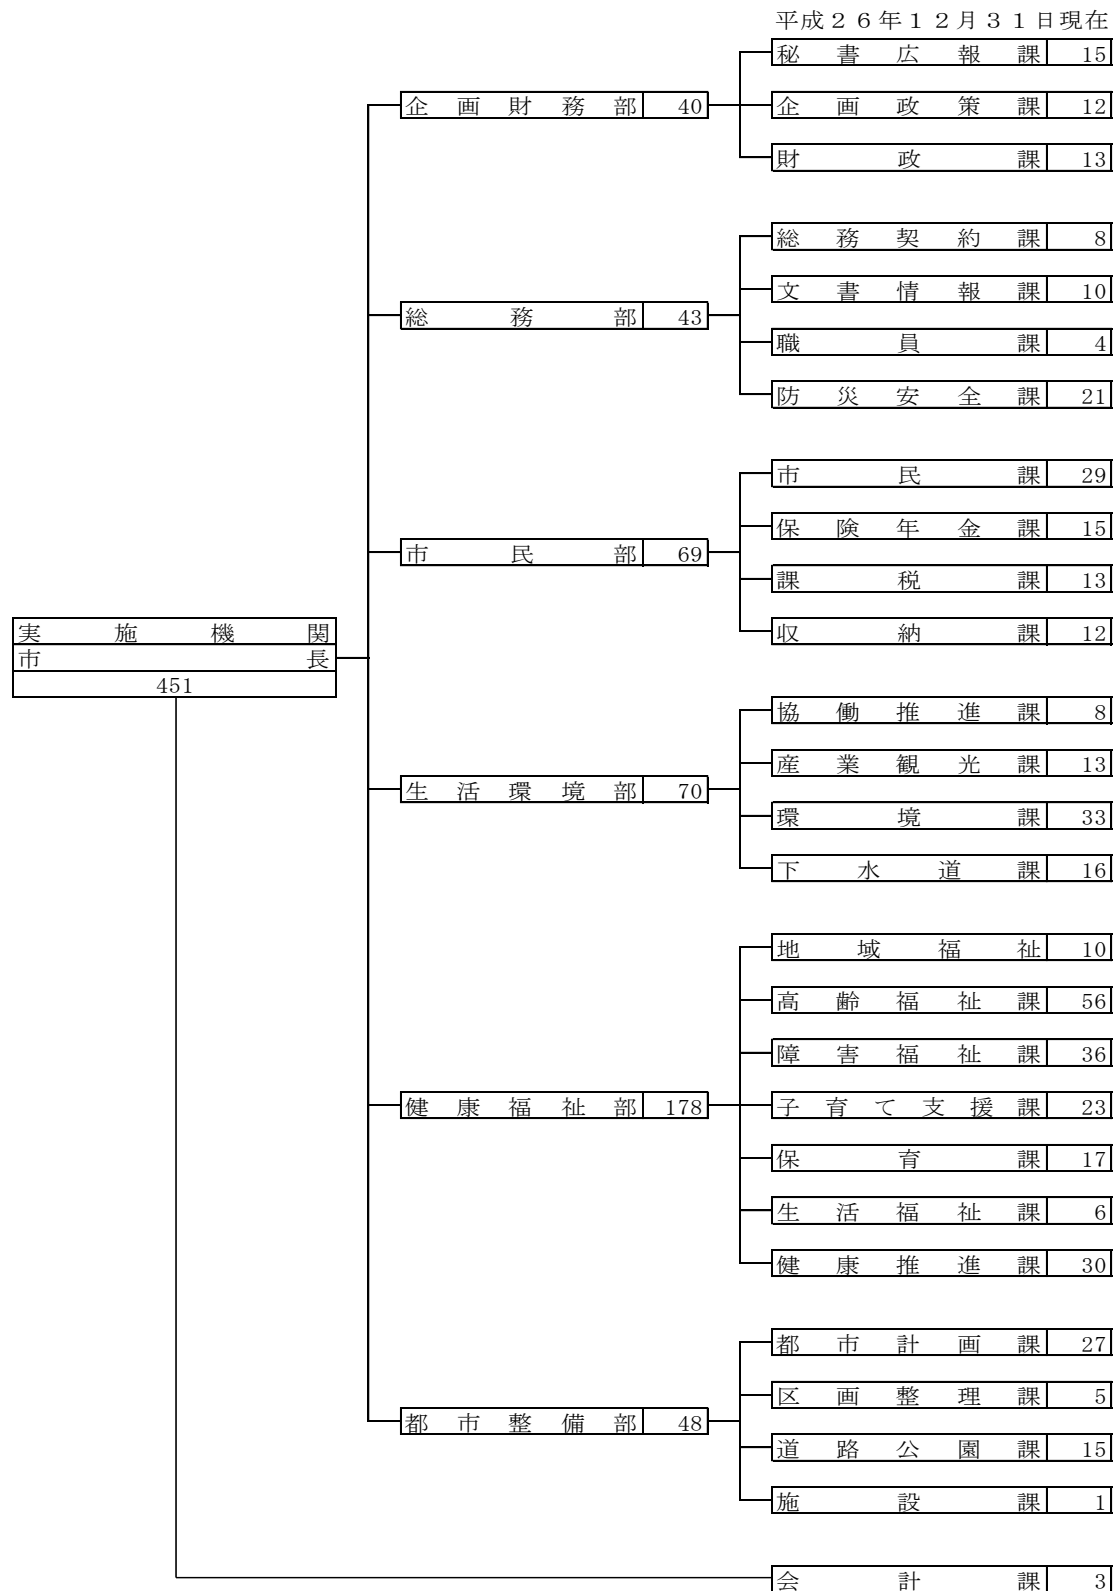 平成２６年１２月３１日現在
秘書広報課 15
企画財務部 40
企画政策課 12
財政課 13
総務契約課 8
文書情報課 10
総務部 43
職員課 4
防災安全課 21
市民課 29
保険年金課 15
市民部 69
課税課 13
収納課 12
実施機関
市長
451
協働推進課 8
産業観光課 13
生活環境部 70
環境課 33
下水道課 16
地域福祉 10
高齢福祉課 56
障害福祉課 36
健康福祉部 178
子育て支援課 23
保育課 17
生活福祉課 6
健康推進課 30
都市計画課 27
区画整理課 5
都市整備部 48
道路公園課 15
施設課 1
会計課 3